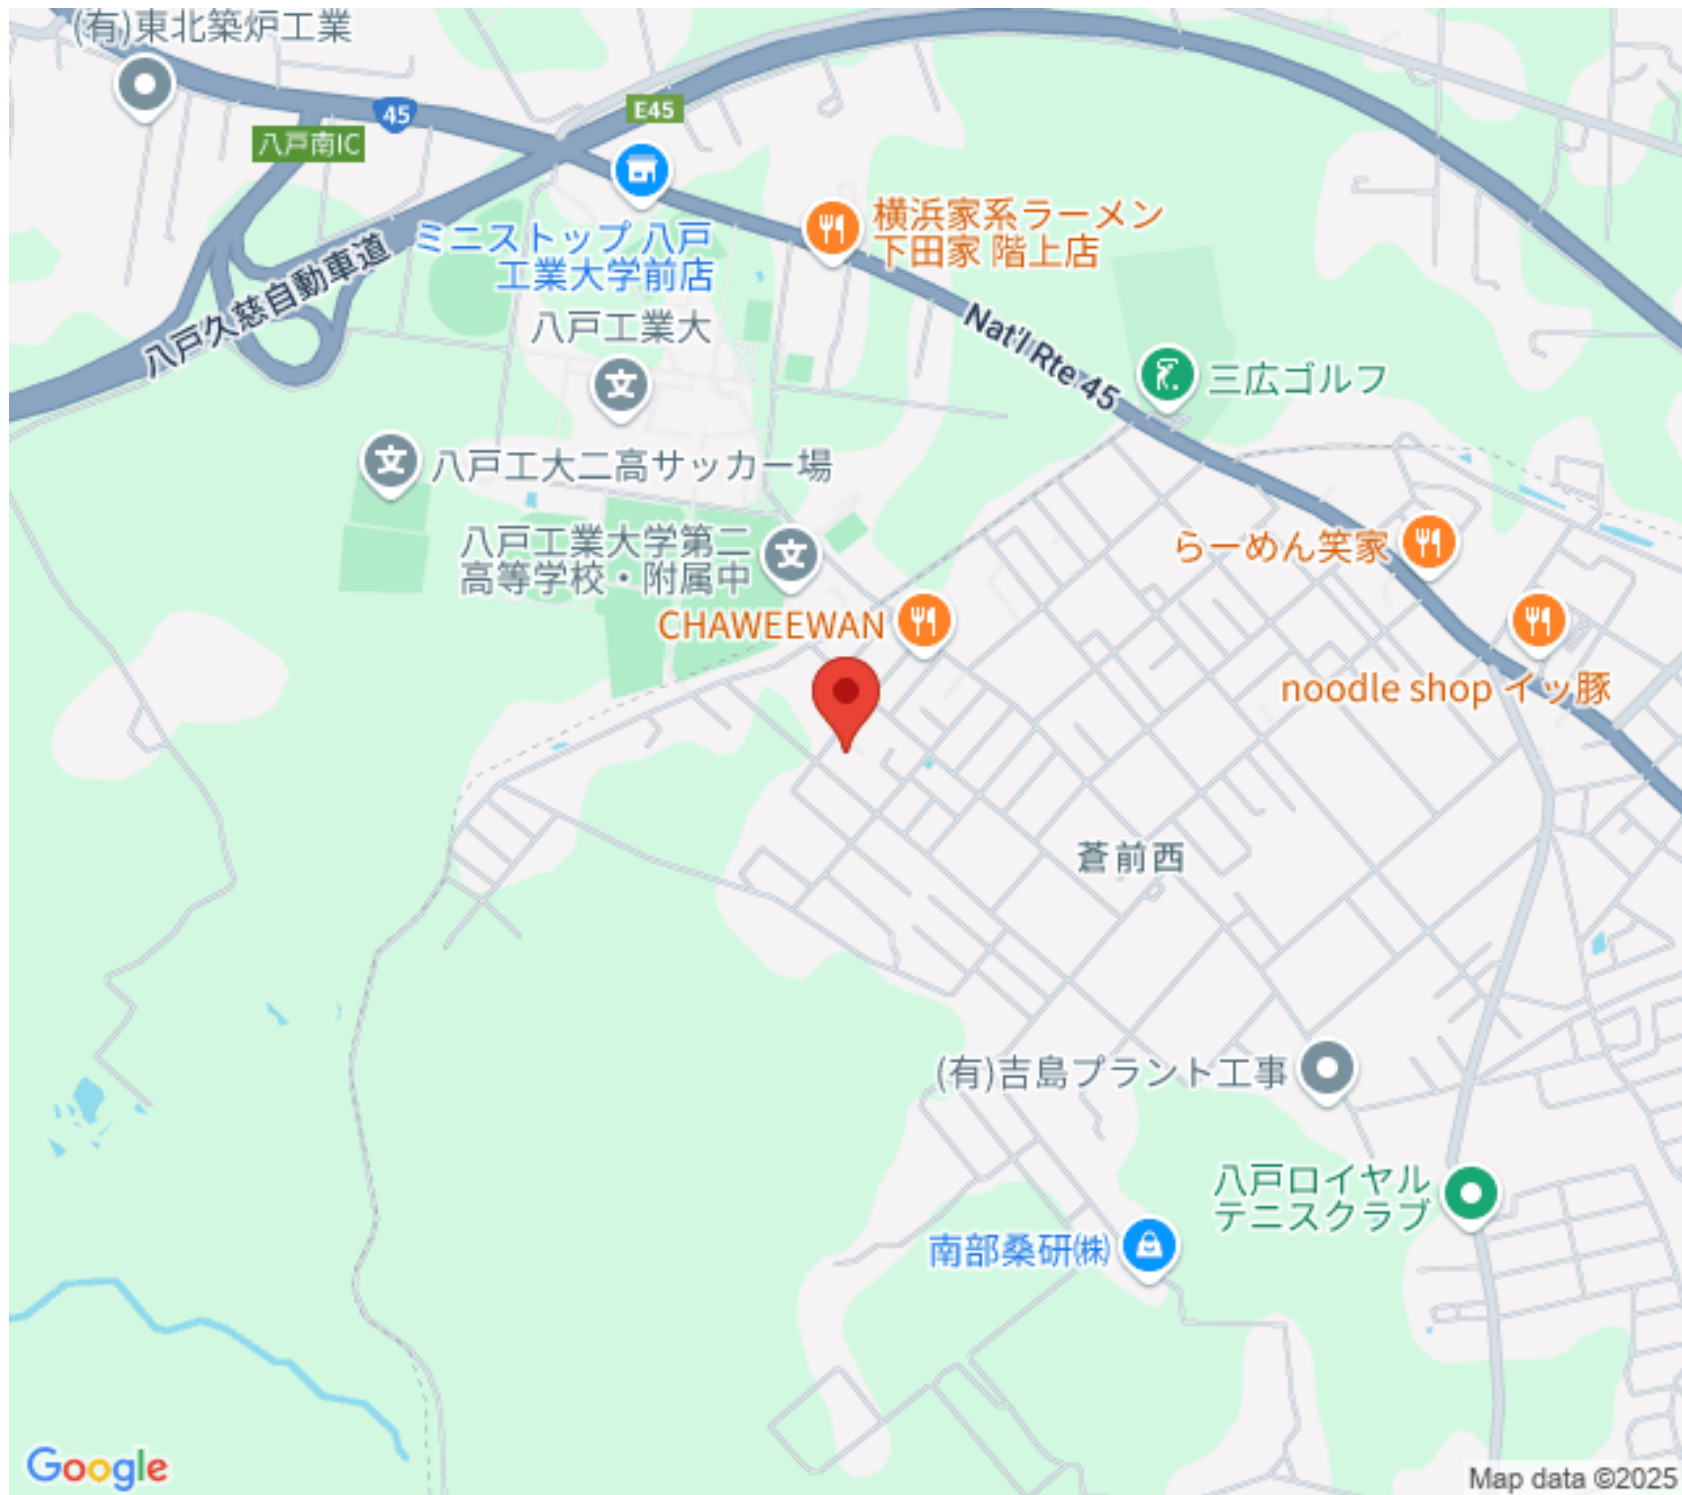 (有)東北築炉工業
45
E45
八戸南IC
八戸久慈自動車道
ミニストップ 八戸
工業大学前店
横浜家系ラーメン
下田家 階上店
八戸工業大
Nat'l Rte 45
三広ゴルフ
八戸工大二高サッカー場
八戸工業大学第二
高等学校・附属中
らーめん笑家
CHAWEEWAN
noodle shop イッ豚
蒼前西
(有)吉島プラント工事
八戸ロイヤル
テニスクラブ
南部桑研㈱
Google
Map data ©2025